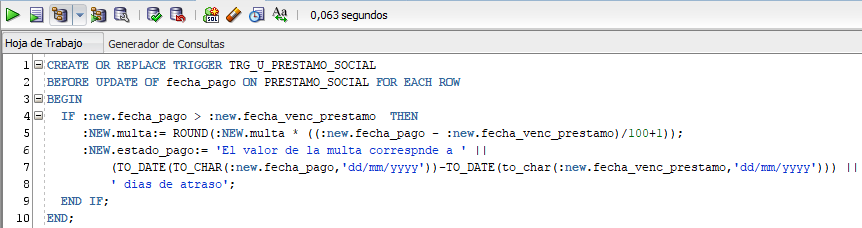 0,063 segundos
Hoja de Trabajo Generador de Consultas
1 CREATE OR REPLACE TRIGGER TRG_U_PRESTAMO_SOCIAL
2 BEFORE UPDATE OF fecha_pago ON PRESTAMO_SOCIAL FOR EACH ROW
3 BEGIN
4 IF :new.fecha_pago > :new.fecha_venc_prestamo THEN
5 :NEW.multa:= ROUND(:NEW.multa * ((:new.fecha_pago - :new.fecha_venc_prestamo)/100+1));
6 :NEW.estado_pago:= 'El valor de la multa correspnde a ' ||
7 (TO_DATE(TO_CHAR(:new.fecha_pago,'dd/mm/yyyy'))-TO_DATE(to_char(:new.fecha_venc_prestamo,'dd/mm/yyyy'))) ||
8 ' dias de atraso';
9 END IF;
10 END;